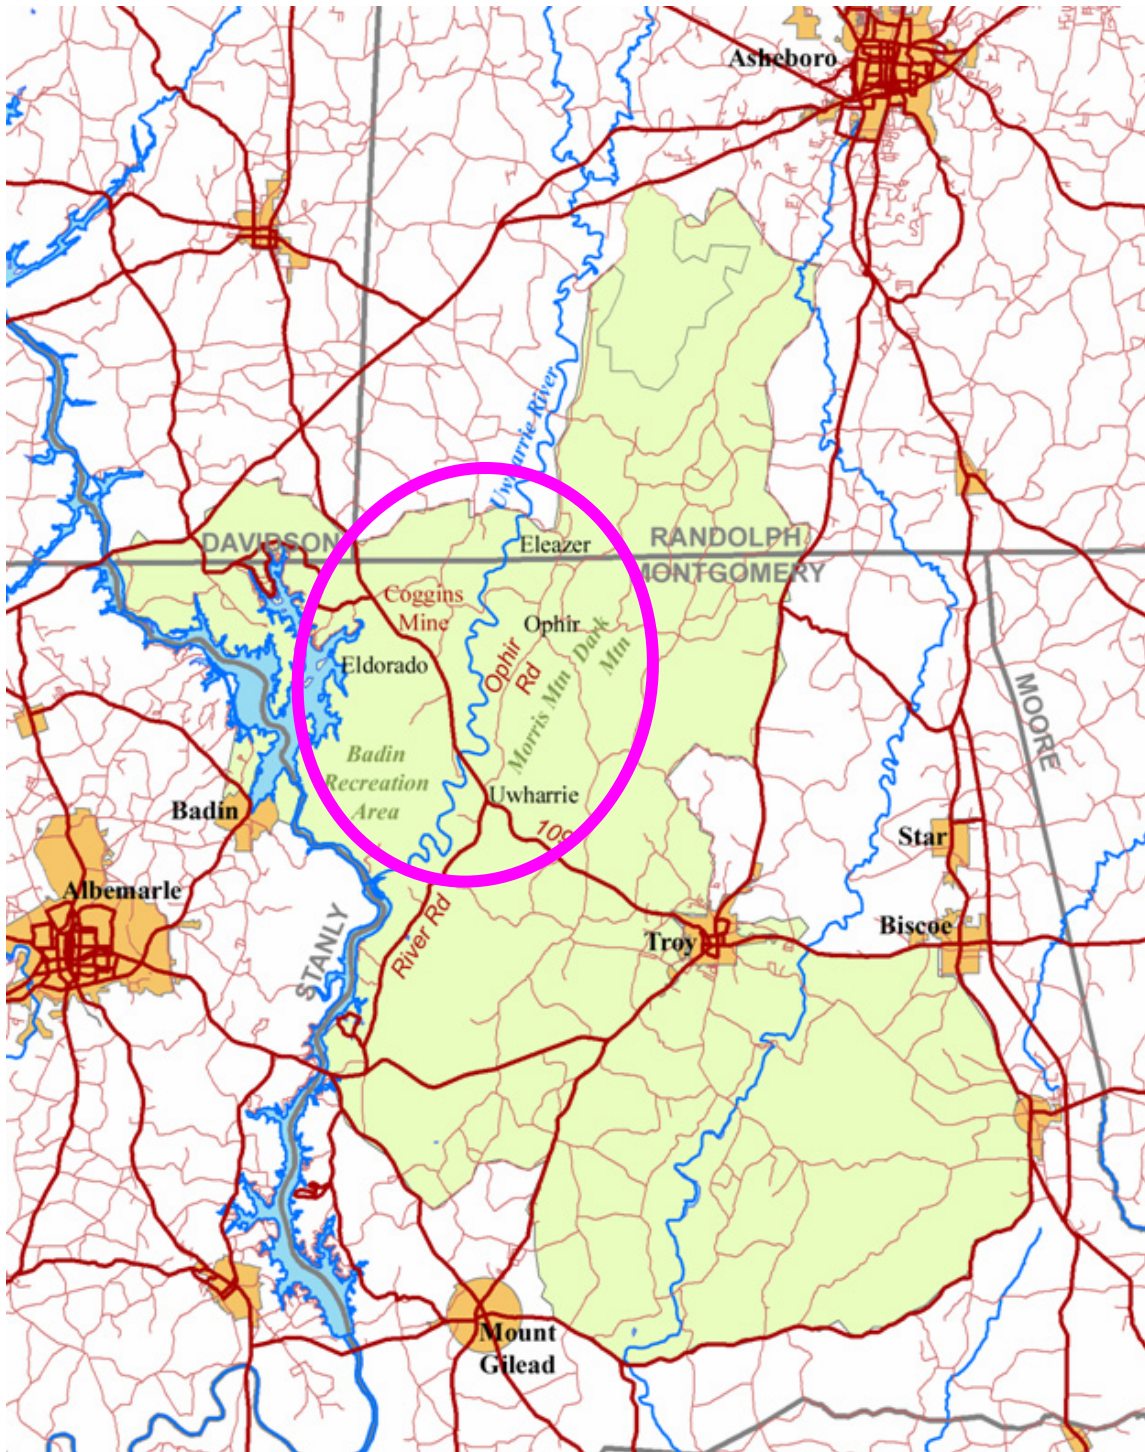 Asheboro
Uwharrie River
DAVIDSON
RANDOLPH
Eleazer
MONTGOMERY
Coggins
Mine
Ophir
Ophir
Rd
Dark
Mtn
Morris Mtn
Eldorado
MOORE
Badin
Recreation
Area
Uwharrie
Badin
109
Star
Albemarle
STANLY
River Rd
Troy
Biscoe
Mount
Gilead